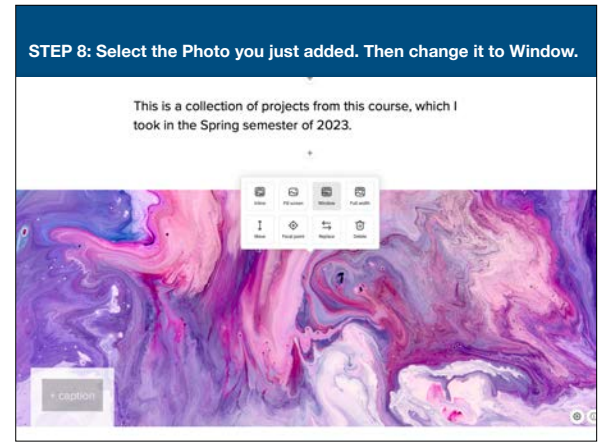 STEP 8: Select the Photo you just added. Then change it to Window.
+
This is a collection of projects from this course, which I
took in the Spring semester of 2023.
+
Inline Fill screen Window Full width
Move Focal point Replace Delete
+ caption